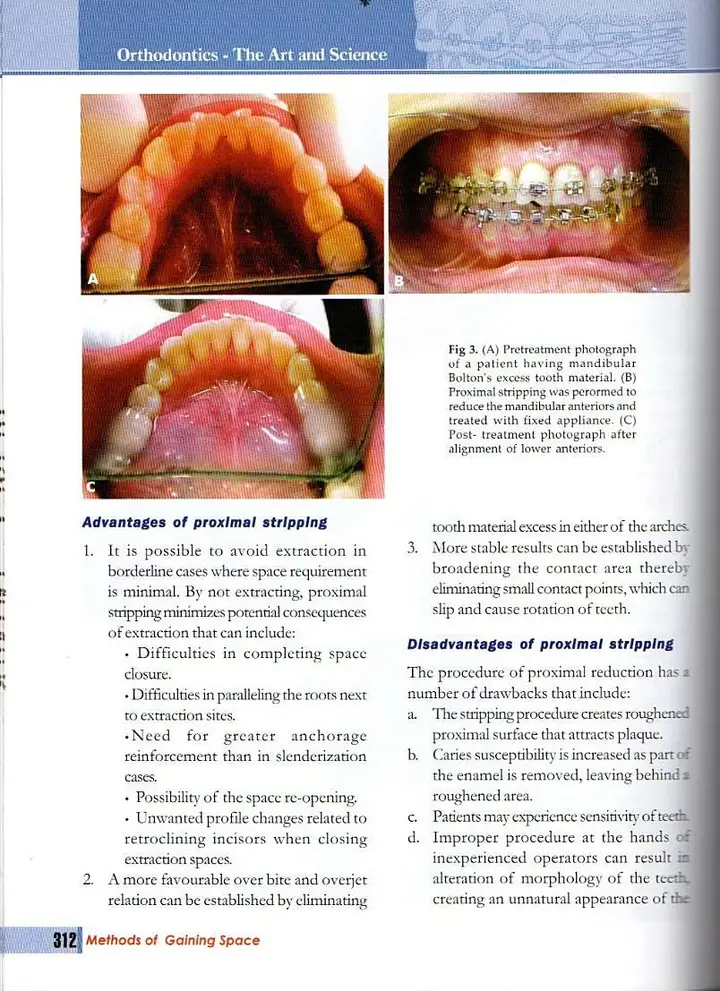 Orthodontics - The Art and Science
A
B
C
Fig 3. (A) Pretreatment photograph
of a patient having mandibular
Bolton's excess tooth material. (B)
Proximal stripping was perormed to
reduce the mandibular anteriors and
treated with fixed appliance. (C)
Post- treatment photograph after
alignment of lower anteriors.
Advantages of proximal stripping
1. It is possible to avoid extraction in
borderline cases where space requirement
is minimal. By not extracting, proximal
stripping minimizes potential consequences
of extraction that can include:
• Difficulties in completing space
closure.
• Difficulties in paralleling the roots next
to extraction sites.
•Need for greater anchorage
reinforcement than in slenderization
cases.
• Possibility of the space re-opening.
• Unwanted profile changes related to
retroclining incisors when closing
extraction spaces.
2. A more favourable over bite and overjet
relation can be established by eliminating
tooth material excess in either of the arches.
3. More stable results can be established by
broadening the contact area thereby
eliminating small contact points, which can
slip and cause rotation of teeth.
Disadvantages of proximal stripping
The procedure of proximal reduction has a
number of drawbacks that include:
a. The stripping procedure creates roughened
proximal surface that attracts plaque.
b. Caries susceptibility is increased as part of
the enamel is removed, leaving behind a
roughened area.
c. Patients may experience sensitivity of teeth.
d. Improper procedure at the hands of
inexperienced operators can result in
alteration of morphology of the teeth,
creating an unnatural appearance of the
312 Methods of Gaining Space